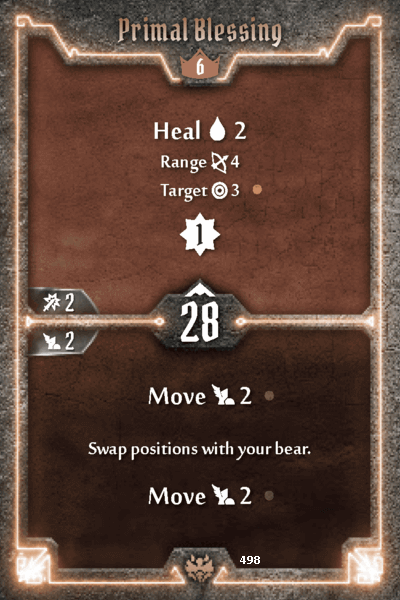 Primal Blessing
6
Heal 2
Range 4
Target 3
1
2
28
2
Move 2
Swap positions with your bear.
Move 2
498